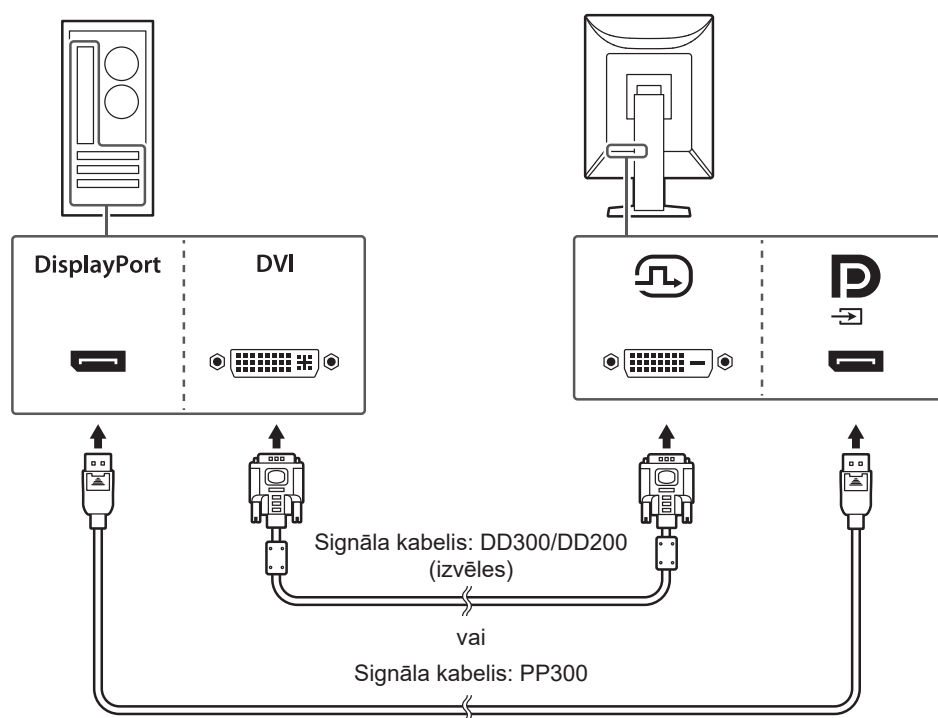 DisplayPort
DVI
Signāla kabelis: DD300/DD200
(izvēles)
vai
Signāla kabelis: PP300